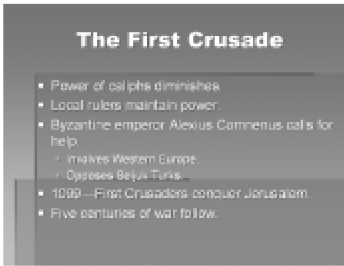 The First Crusade
Power of caliphs diminishes.
Local rulers maintain power.
Byzantine emperor Alexius Comnenus calls for
help
Involves Western Europe.
Opposes Seljuk Turks.
1099—First Crusaders conquer Jerusalem.
Five centuries of war follow.